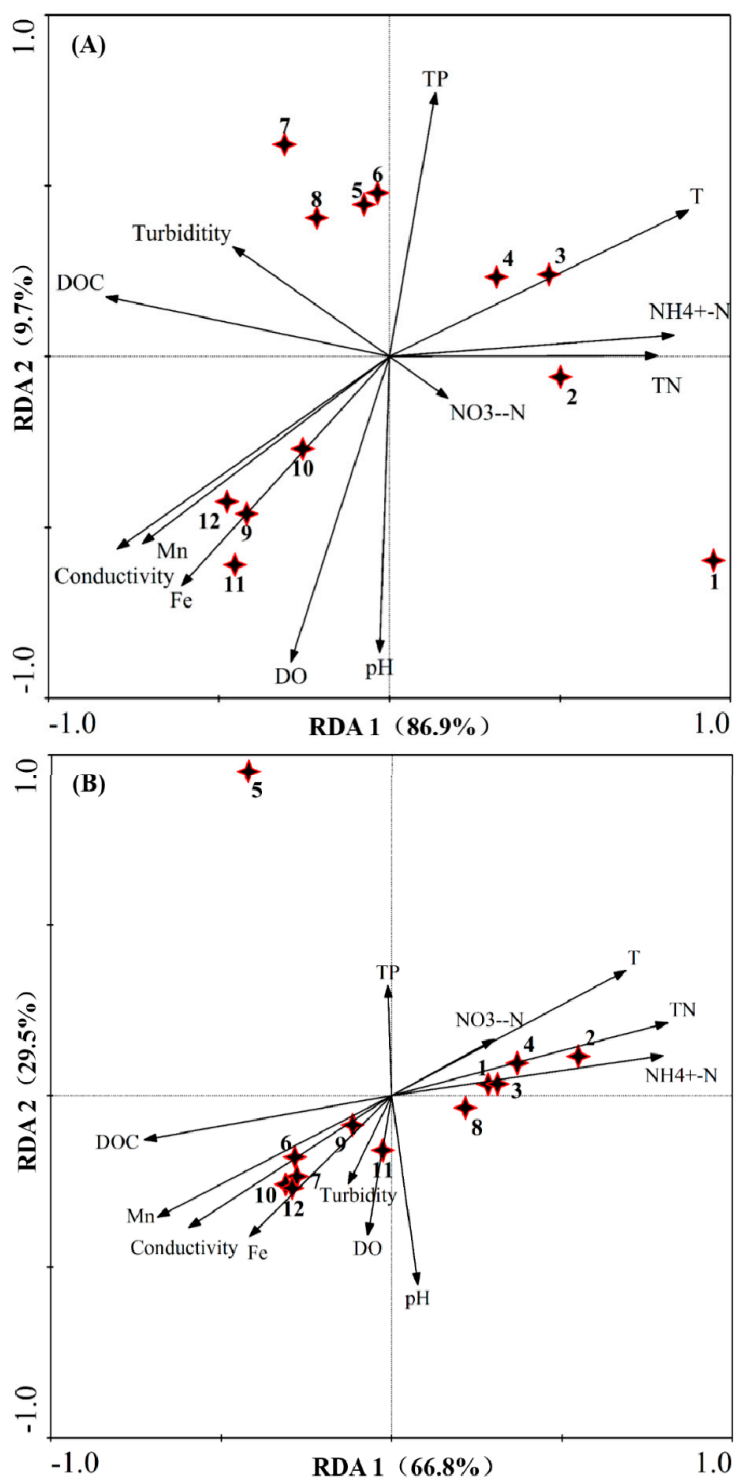 1.0
(A)
TP
7
6
8
5
T
Turbiditity
4
3
DOC
NH4+-N
RDA 2 (9.7%)
TN
NO3--N
2
10
12
9
Mn
Conductivity
11
1
Fe
DO
pH
-1.0
-1.0
RDA 1 (86.9%)
1.0
1.0
(B)
5
T
TP
NO3--N
TN
4
2
1
NH4+-N
3
RDA 2 (29.5%)
8
DOC
9
6
11
7
10
Turbidity
12
Mn
Conductivity
Fe
DO
pH
-1.0
-1.0
RDA 1 (66.8%)
1.0